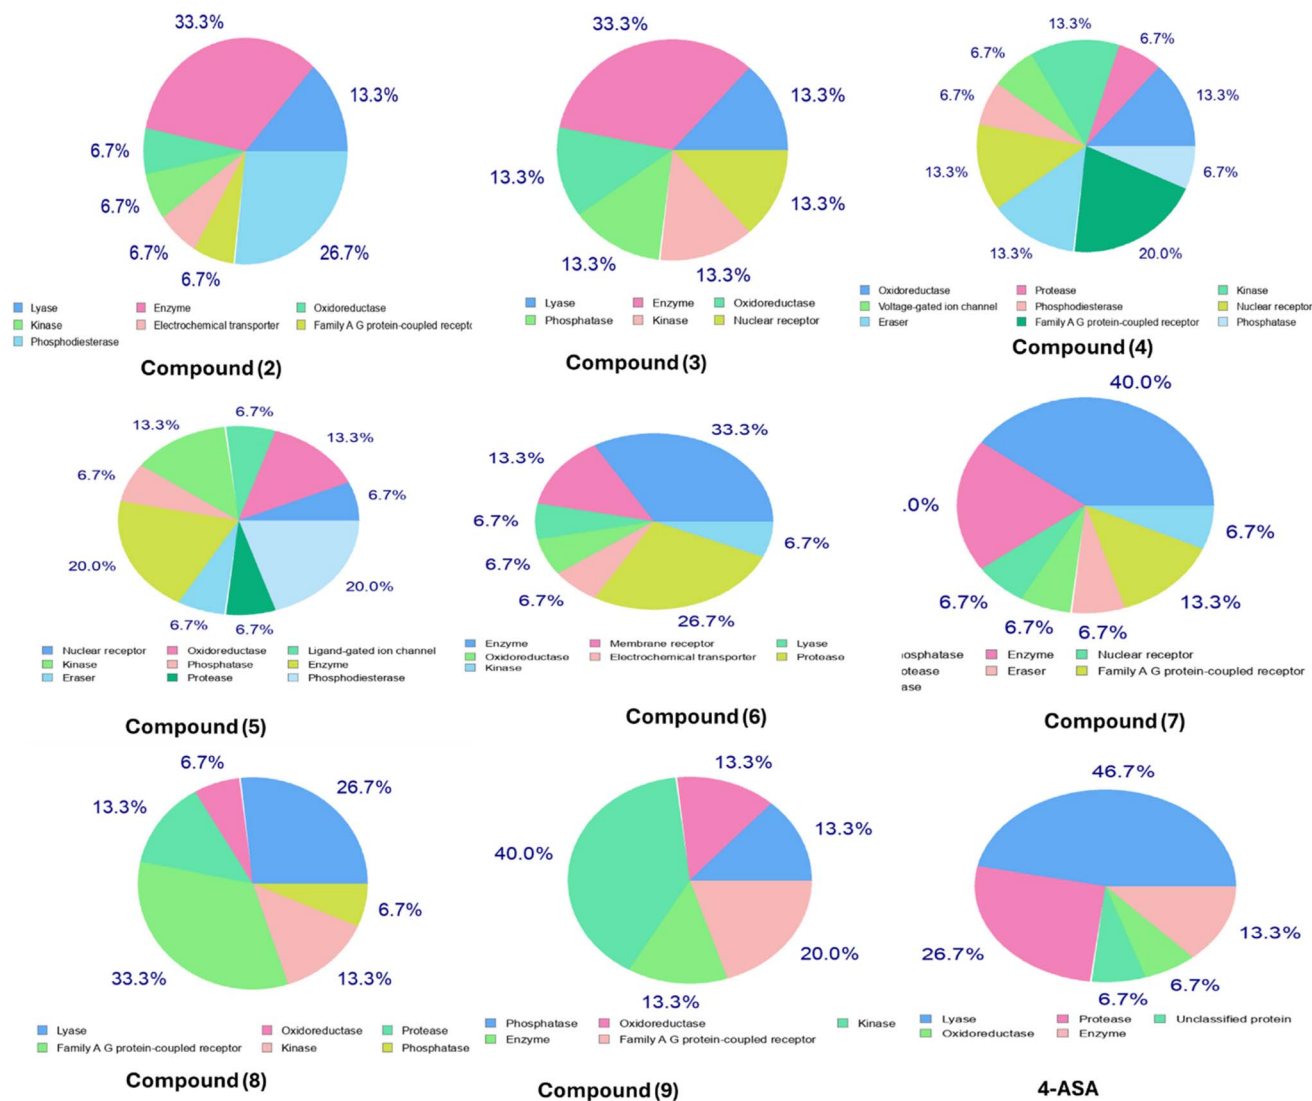 33.3%
13.3%
6.7%
6.7%
6.7%
6.7%
26.7%
Lyase Enzyme Oxidoreductase
Kinase Electrochemical transporter Family A G protein-coupled recepto
Phosphodiesterase
Compound (2)
33.3%
13.3%
13.3%
13.3%
13.3%
13.3%
Lyase Enzyme Oxidoreductase
Phosphatase Kinase Nuclear receptor
Compound (3)
13.3%
6.7%
6.7%
13.3%
6.7%
13.3%
6.7%
13.3%
20.0%
Oxidoreductase Protease Kinase
Voltage-gated ion channel Phosphodiesterase Nuclear receptor
Eraser Family A G protein-coupled receptor Phosphatase
Compound (4)
6.7%
13.3%
13.3%
6.7%
6.7%
20.0%
20.0%
6.7%
6.7%
Nuclear receptor Oxidoreductase Ligand-gated ion channel
Kinase Phosphatase Enzyme
Eraser Protease Phosphodiesterase
Compound (5)
33.3%
13.3%
6.7%
6.7%
6.7%
6.7%
26.7%
Enzyme Membrane receptor Lyase
Oxidoreductase Electrochemical transporter Protease
Kinase
Compound (6)
40.0%
.0%
6.7%
6.7%
13.3%
6.7%
6.7%
osphatase Enzyme Nuclear receptor
otease Eraser Family A G protein-coupled receptor
ase
Compound (7)
6.7%
26.7%
13.3%
6.7%
33.3%
13.3%
Lyase Oxidoreductase Protease
Family A G protein-coupled receptor Kinase Phosphatase
Compound (8)
13.3%
13.3%
40.0%
20.0%
13.3%
Phosphatase Oxidoreductase Kinase
Enzyme Family A G protein-coupled receptor
Compound (9)
46.7%
13.3%
26.7%
6.7%
6.7%
Lyase Protease Unclassified protein
Oxidoreductase Enzyme
4-ASA